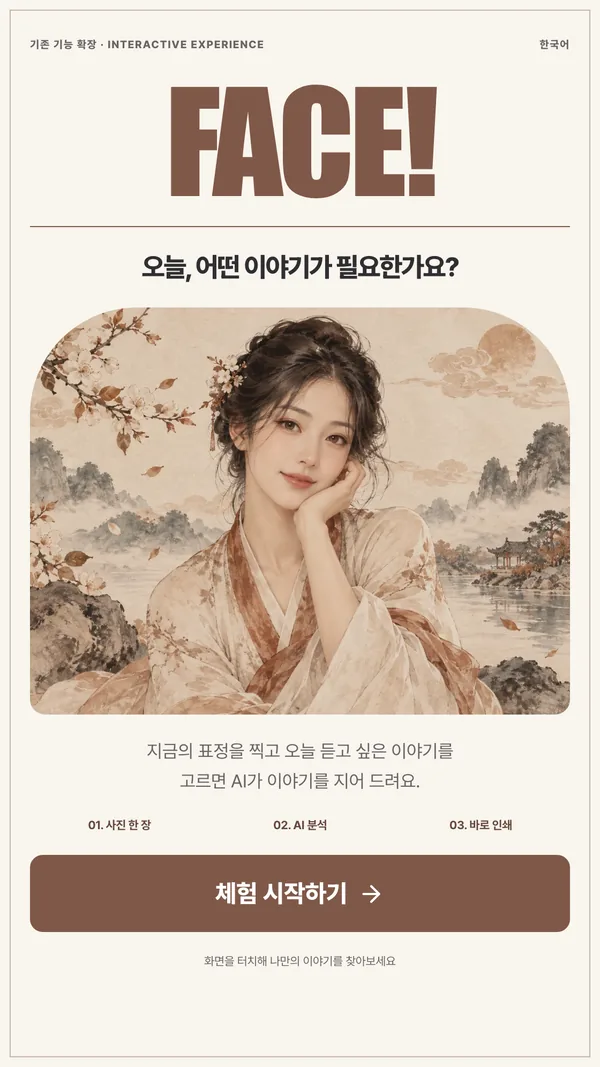 기존 기능 확장 · INTERACTIVE EXPERIENCE
한국어
FACE!
오늘, 어떤 이야기가 필요한가요?
지금의 표정을 찍고 오늘 듣고 싶은 이야기를
고르면 AI가 이야기를 지어 드려요.
01. 사진 한 장
02. AI 분석
03. 바로 인쇄
체험 시작하기 →
화면을 터치해 나만의 이야기를 찾아보세요